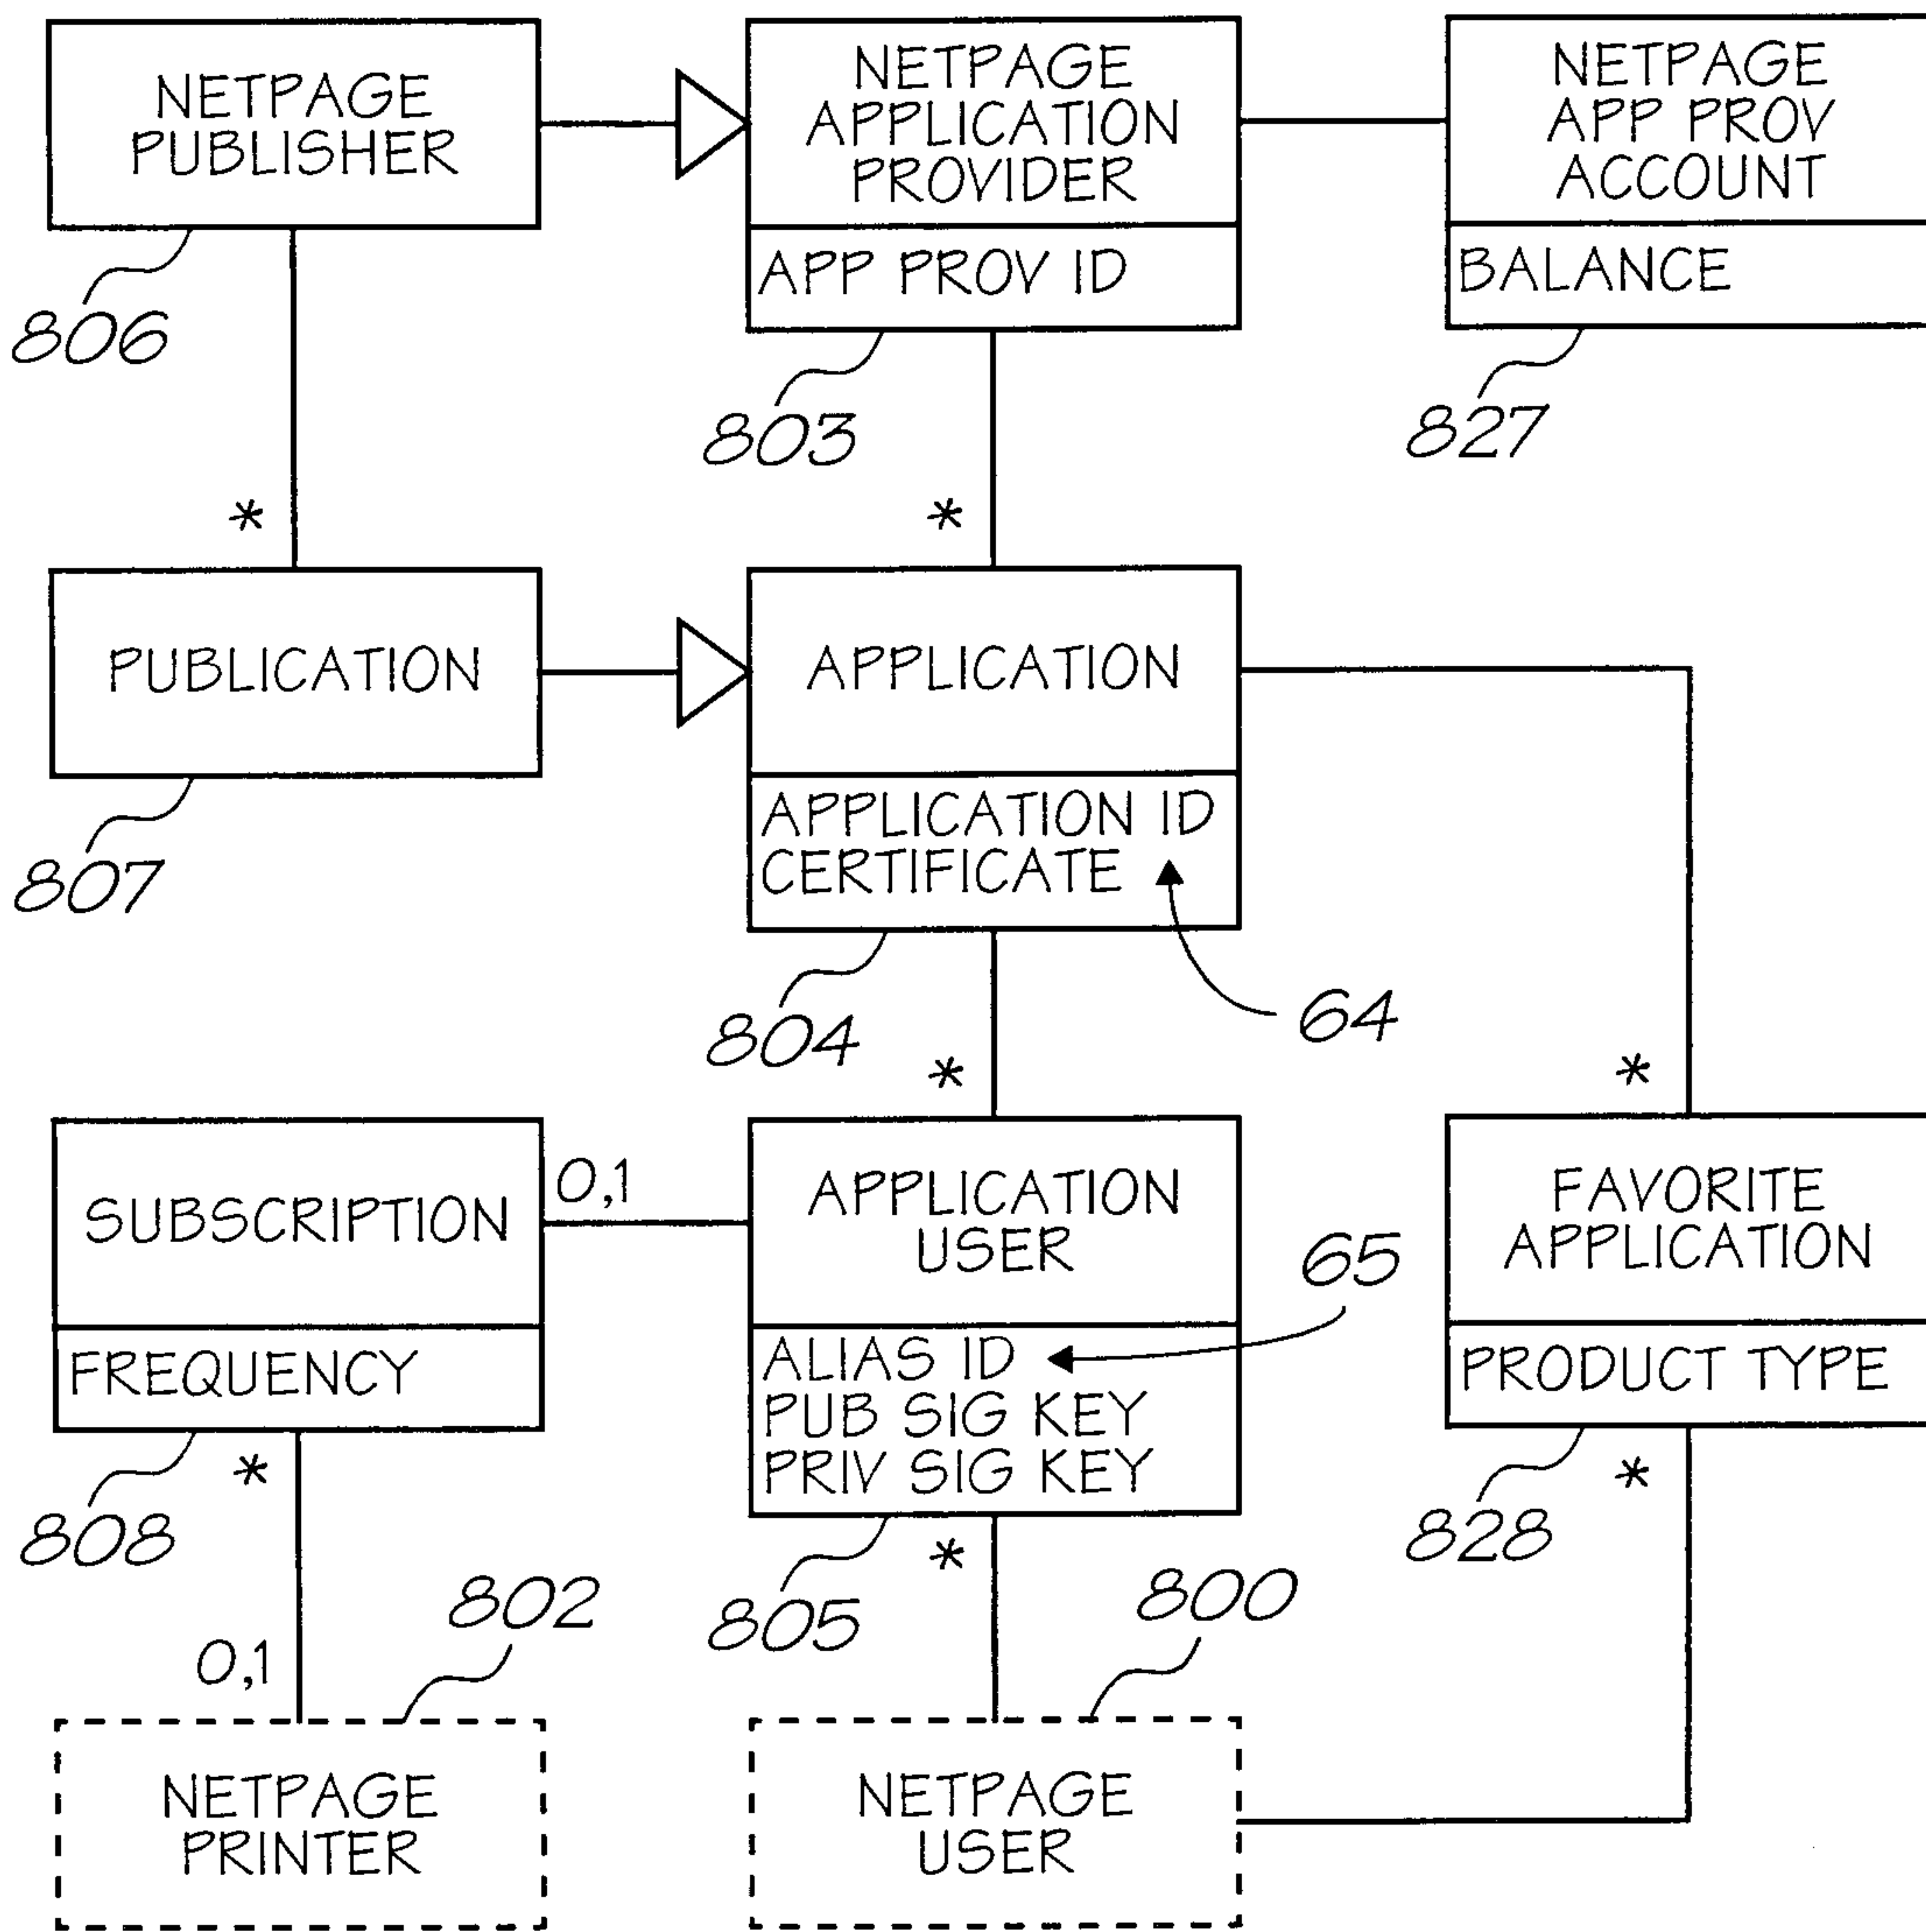 NETPAGE
PUBLISHER
806
NETPAGE
APPLICATION
PROVIDER
APP PROV ID
803
NETPAGE
APP PROV
ACCOUNT
BALANCE
827
*
*
PUBLICATION
807
APPLICATION
APPLICATION ID
CERTIFICATE
804
64
*
*
SUBSCRIPTION
FREQUENCY
808
0,1
APPLICATION
USER
ALIAS ID
PUB SIG KEY
PRIV SIG KEY
805
65
FAVORITE
APPLICATION
PRODUCT TYPE
828
*
*
*
802
800
0,1
NETPAGE
PRINTER
NETPAGE
USER